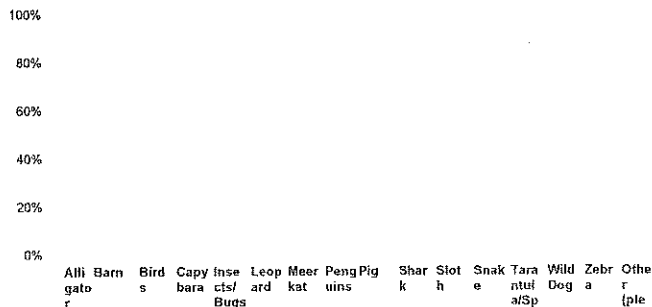 100%
80%
60%
40%
20%
0%
Alli Barn Bird Capy Inse Leop Meer Peng Pig Shar Slot Snak Tara Wild Zebr Othe
gato s bara cts/ ard kat uins k h e ntul Dog a r
r Bugs a/Sp (ple